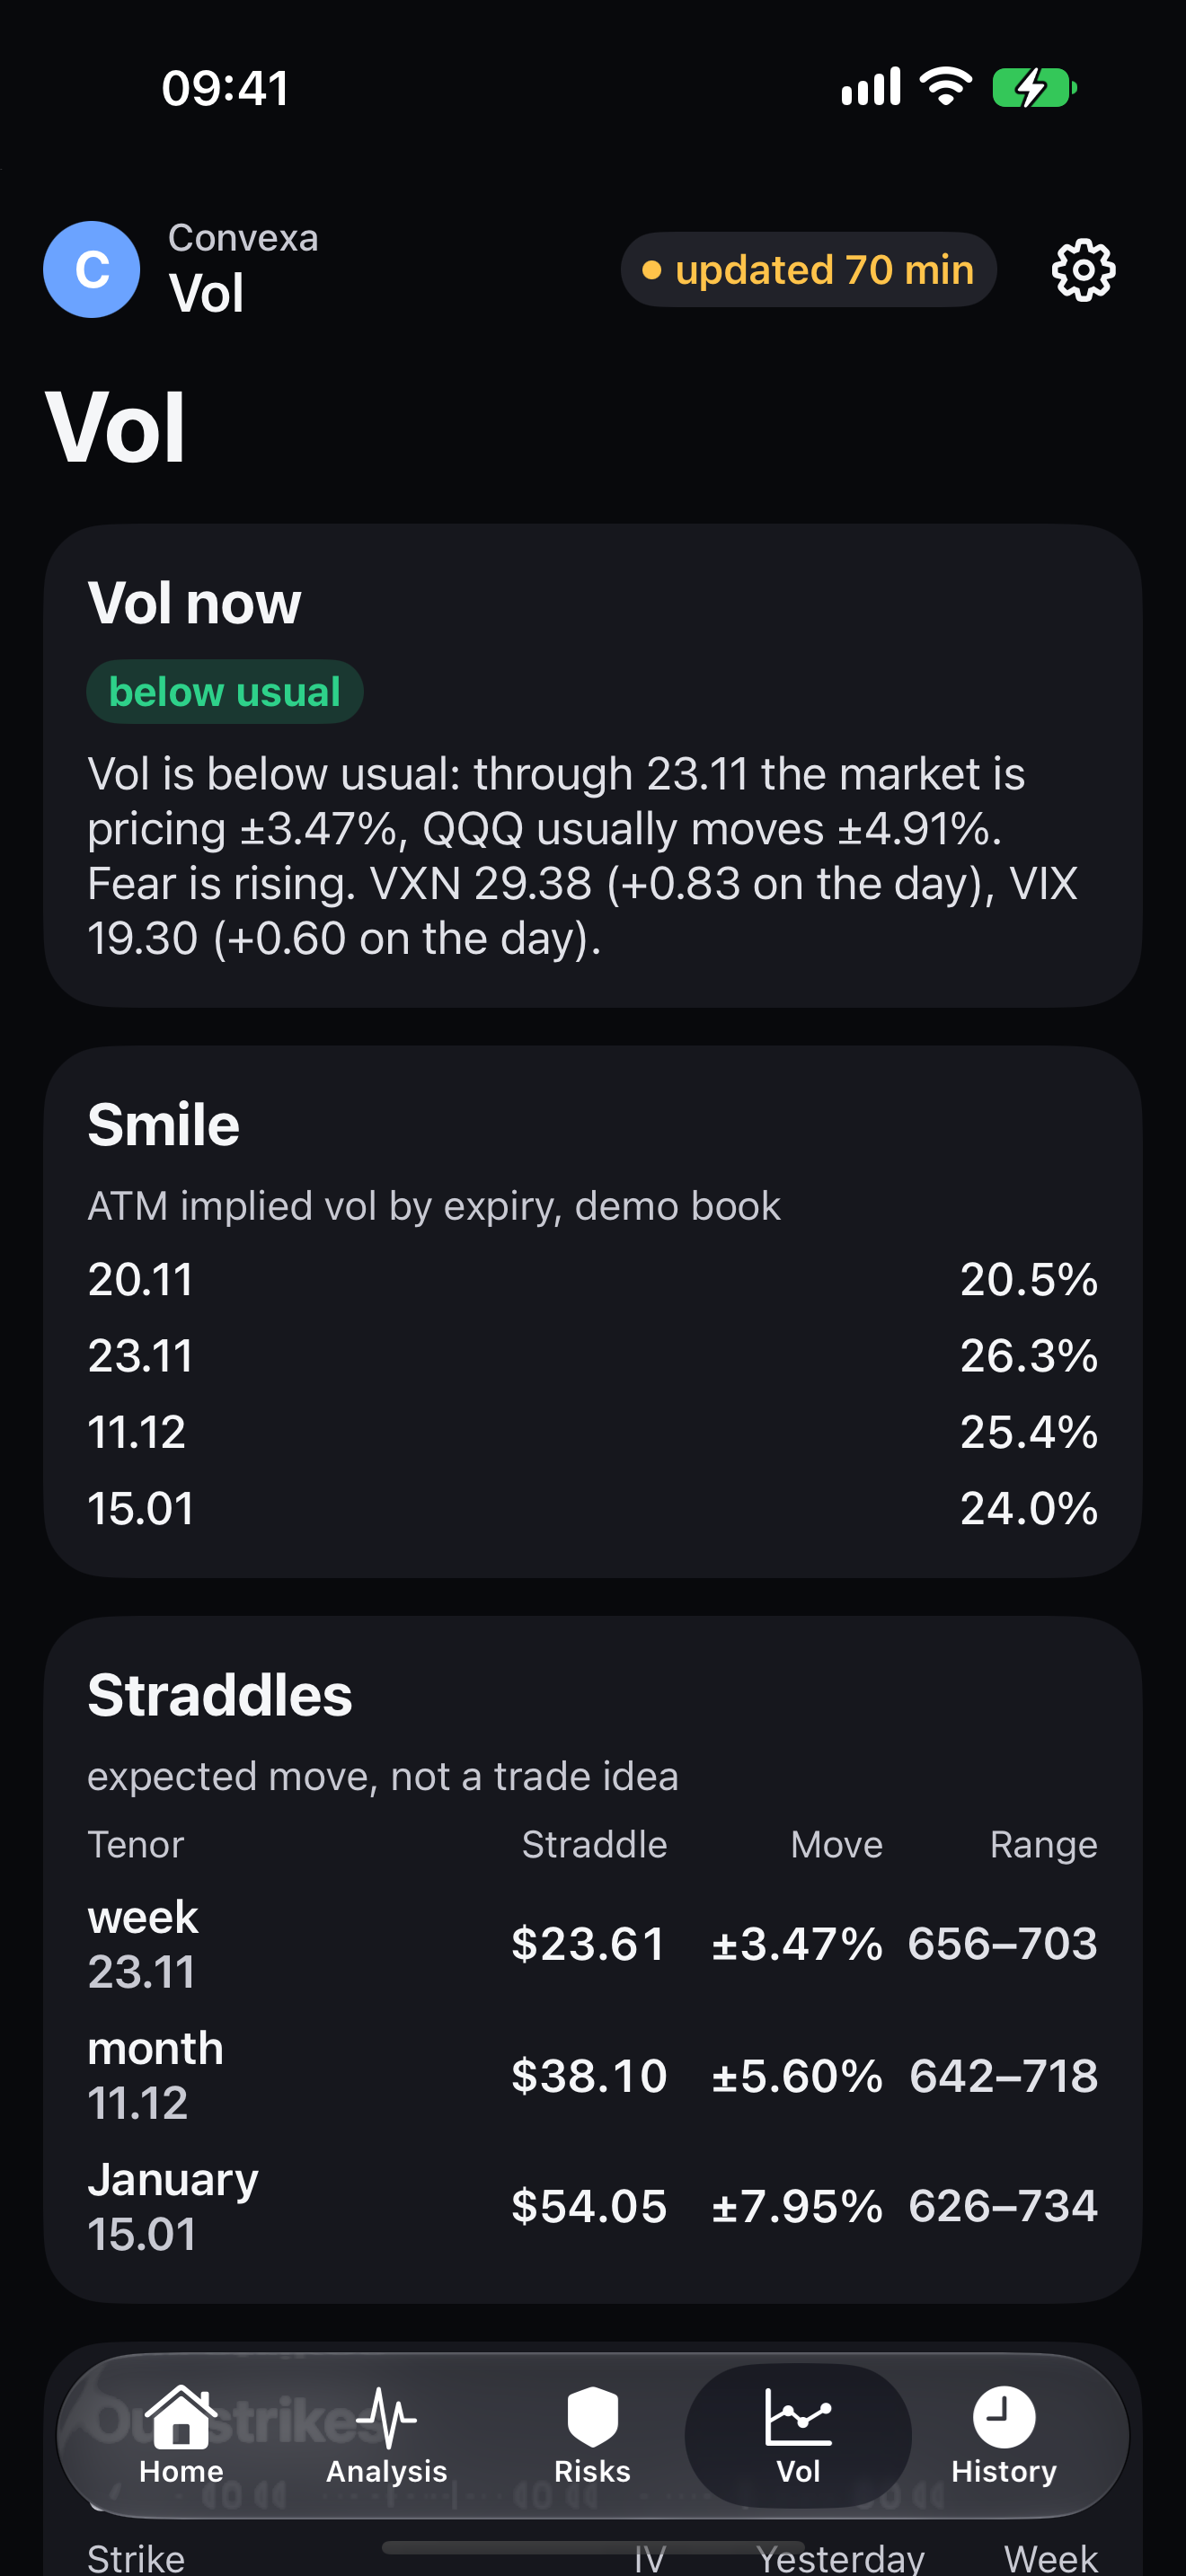 09:41
C
Convexa
Vol
updated 70 min
Vol
Vol now
below usual
Vol is below usual: through 23.11 the market is
pricing ±3.47%, QQQ usually moves ±4.91%.
Fear is rising. VXN 29.38 (+0.83 on the day), VIX
19.30 (+0.60 on the day).
Smile
ATM implied vol by expiry, demo book
20.11 20.5%
23.11 26.3%
11.12 25.4%
15.01 24.0%
Straddles
expected move, not a trade idea
Tenor Straddle Move Range
week
23.11 $23.61 ±3.47% 656–703
month
11.12 $38.10 ±5.60% 642–718
January
15.01 $54.05 ±7.95% 626–734
strikes
Home Analysis Risks Vol History
Strike IV Yesterday Week